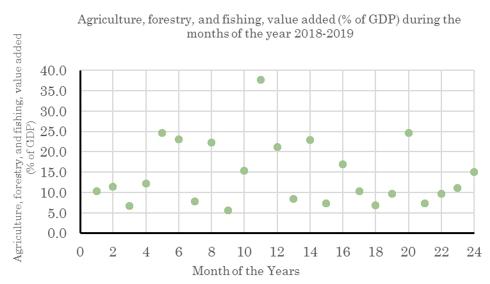 Agriculture, forestry, and fishing, value added (% of GDP) during the
months of the year 2018-2019
Agriculture, forestry, and fishing, value added
(% of GDP)
40.0
35.0
30.0
25.0
20.0
15.0
10.0
5.0
0.0
0 2 4 6 8 10 12 14 16 18 20 22 24
Month of the Years